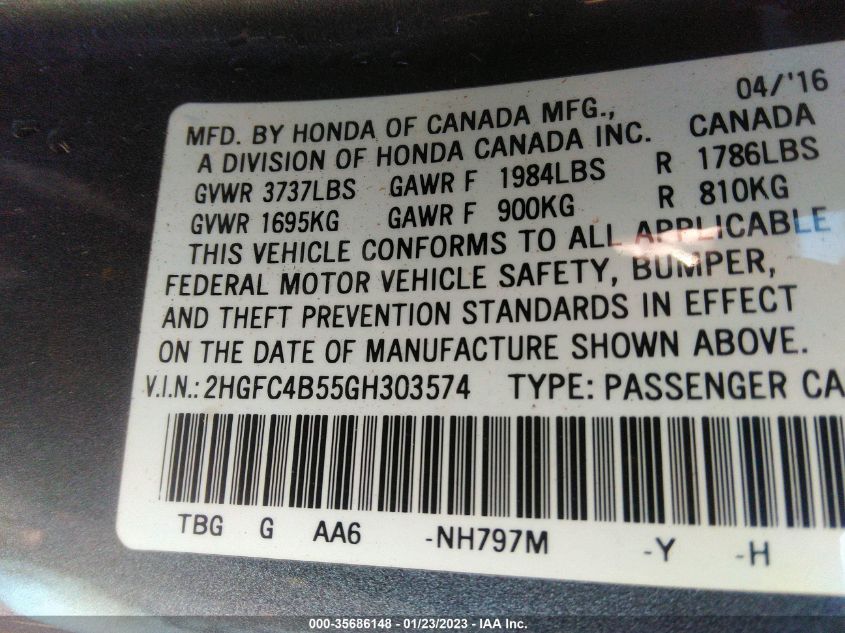 04/'16
MFD. BY HONDA OF CANADA MFG., CANADA
A DIVISION OF HONDA CANADA INC.
GVWR 3737LBS GAWR F 1984LBS R 1786LBS
GVWR 1695KG GAWR F 900KG R 810KG
THIS VEHICLE CONFORMS TO ALL APPLICABLE
FEDERAL MOTOR VEHICLE SAFETY, BUMPER,
AND THEFT PREVENTION STANDARDS IN EFFECT
ON THE DATE OF MANUFACTURE SHOWN ABOVE.
V.I.N.: 2HGFC4B55GH303574 TYPE: PASSENGER CA
TBG G AA6 -NH797M -Y -H
000-35686148 - 01/23/2023 - IAA Inc.